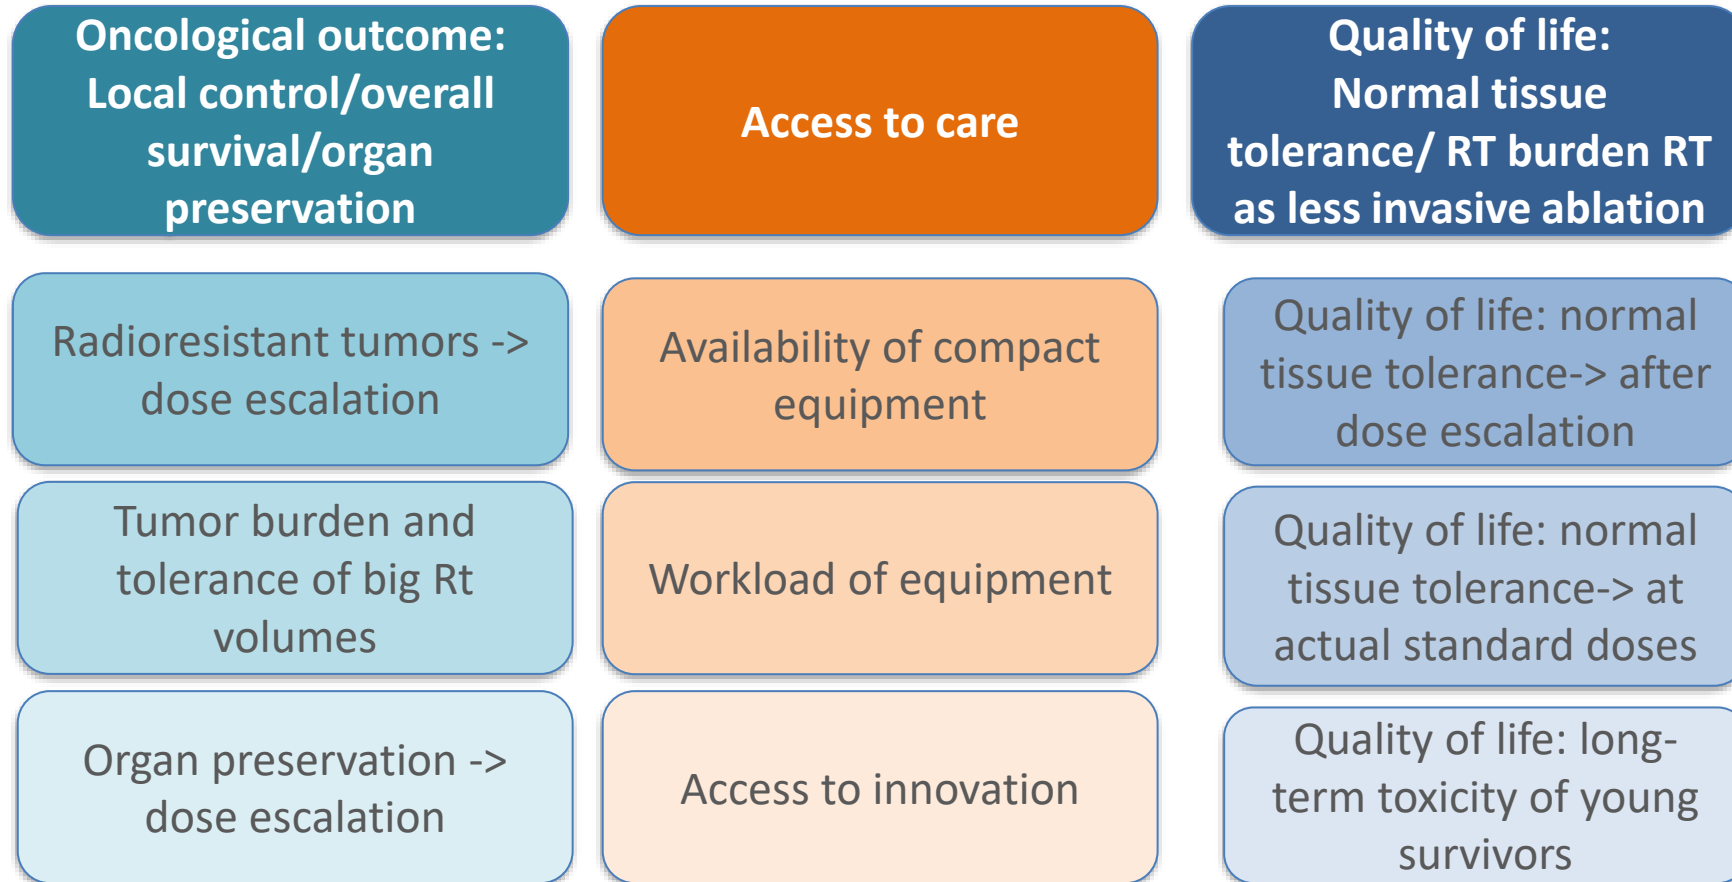 Oncological outcome:
Local control/overall
survival/organ
preservation
Access to care
Quality of life:
Normal tissue
tolerance/ RT burden RT
as less invasive ablation
Radioresistant tumors ->
dose escalation
Availability of compact
equipment
Quality of life: normal
tissue tolerance-> after
dose escalation
Tumor burden and
tolerance of big Rt
volumes
Workload of equipment
Quality of life: normal
tissue tolerance-> at
actual standard doses
Organ preservation ->
dose escalation
Access to innovation
Quality of life: long-
term toxicity of young
survivors